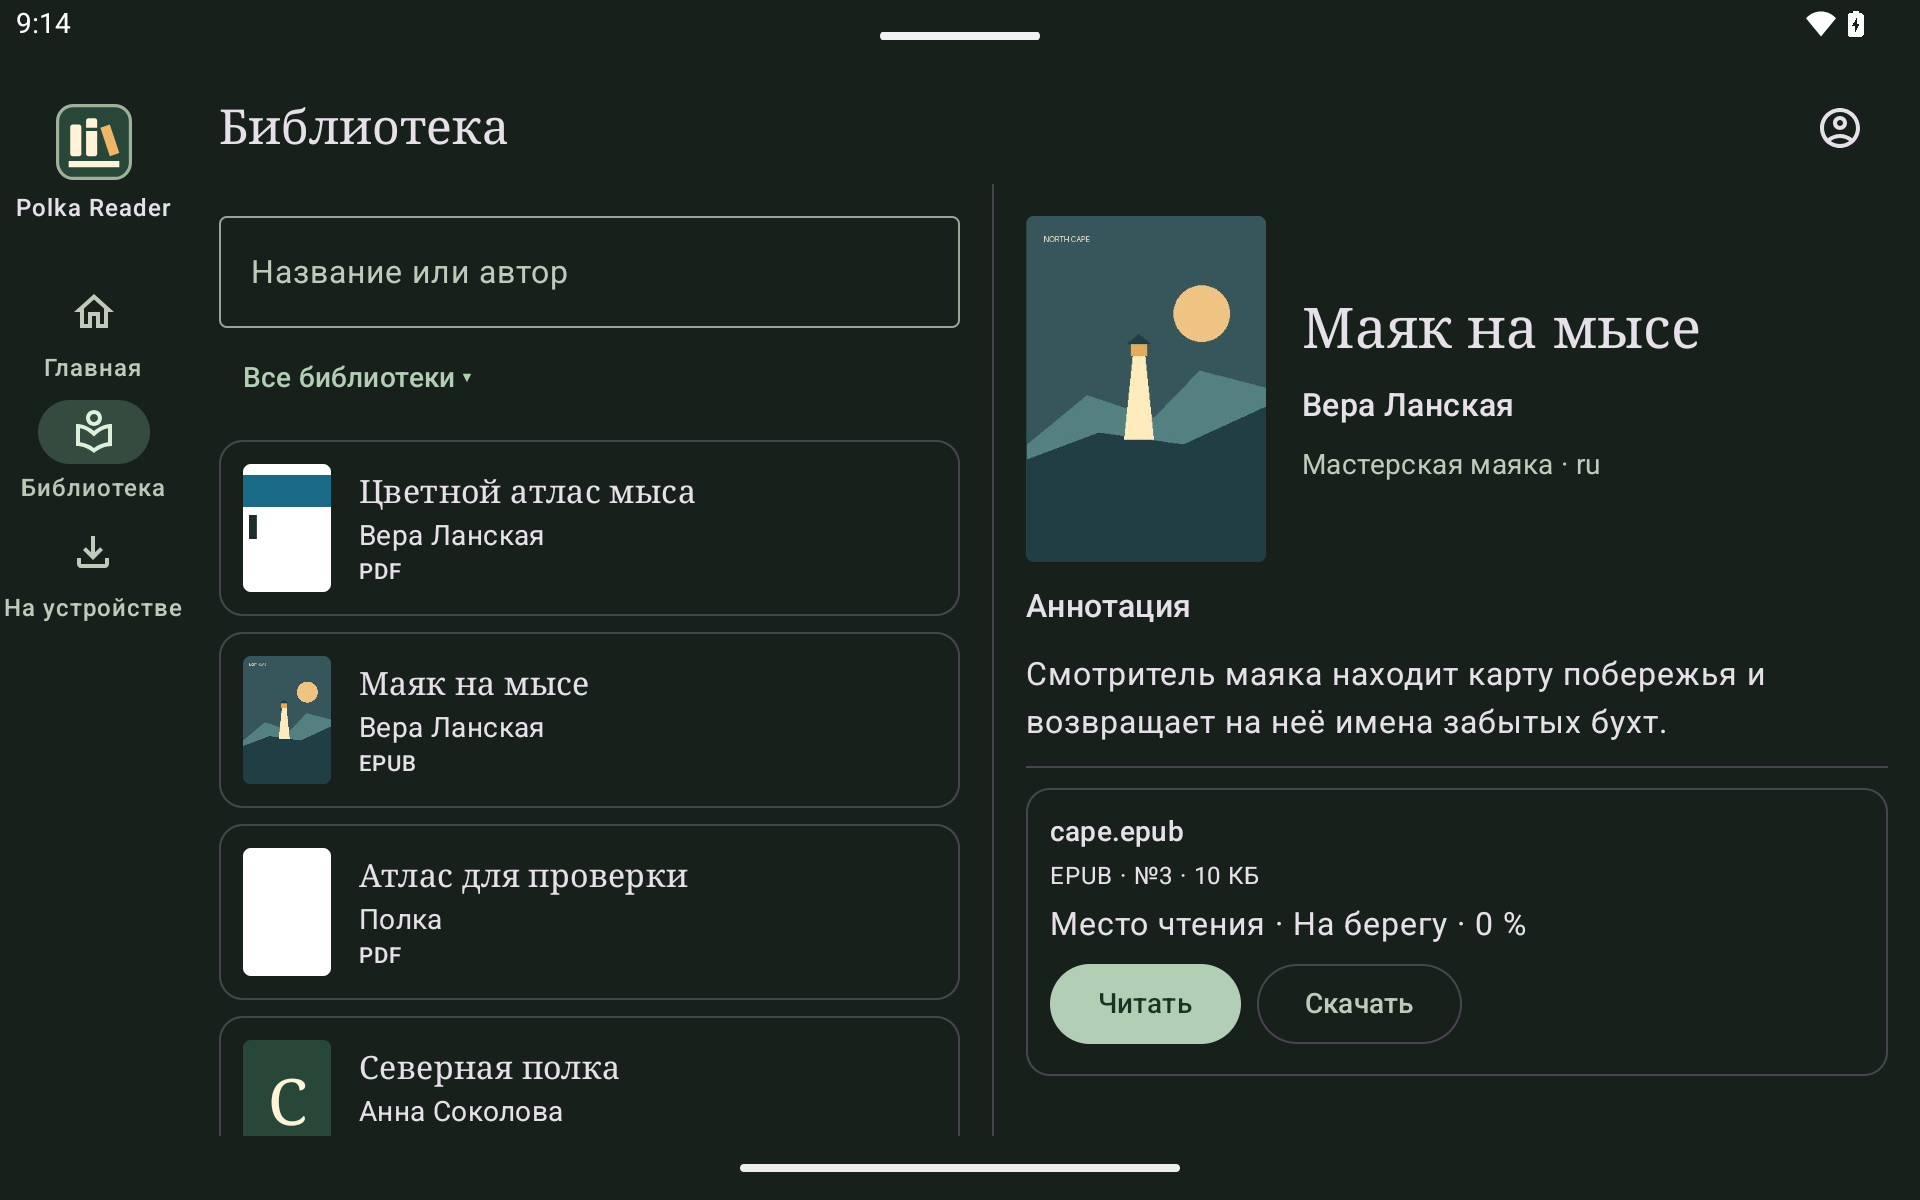 9:14
Polka Reader
Главная
Библиотека
На устройстве
Библиотека
Название или автор
Все библиотеки ▾
Цветной атлас мыса
Вера Ланская
PDF
Маяк на мысе
Вера Ланская
EPUB
Атлас для проверки
Полка
PDF
С
Северная полка
Анна Соколова
NORTH CAPE
Маяк на мысе
Вера Ланская
Мастерская маяка · ru
Аннотация
Смотритель маяка находит карту побережья и
возвращает на неё имена забытых бухт.
cape.epub
EPUB · №3 · 10 КБ
Место чтения · На берегу · 0 %
Читать
Скачать